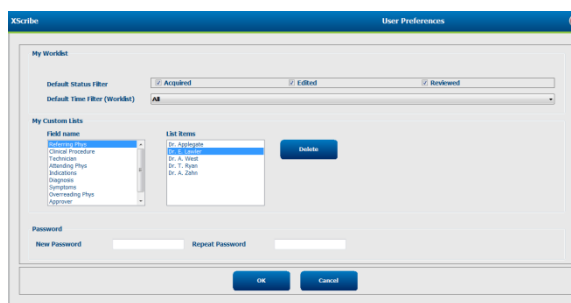 XScribe User Preferences
My Worklist
Default Status Filter Acquired Edited Reviewed
Default Time Filter (Worklist) All
My Custom Lists
Field name List items
Referring Phys
Clinical Procedure
Technician
Attending Phys
Indications
Diagnosis
Symptoms
Overreading Phys
Approver
Dr. Applegate
Dr. E. Lawler
Dr. A. West
Dr. T. Ryan
Dr. A. Zahn
Delete
Password
New Password Repeat Password
OK Cancel